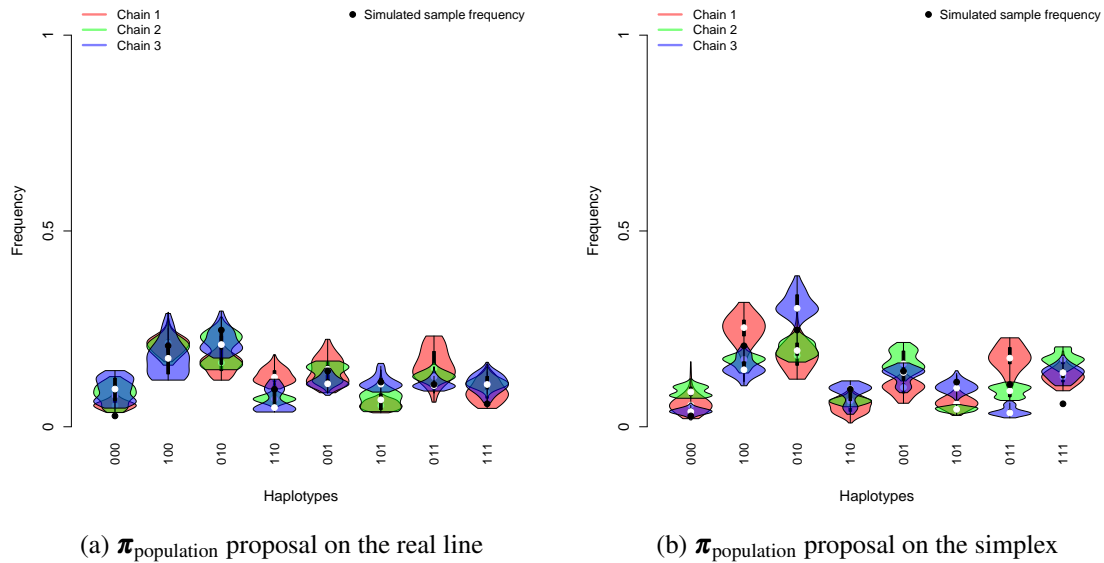 Chain 1
Chain 2
Chain 3
Simulated sample frequency
Frequency
1
0.5
0
000
100
010
110
001
101
011
111
Haplotypes
(a) π_population proposal on the real line
Chain 1
Chain 2
Chain 3
Simulated sample frequency
Frequency
1
0.5
0
000
100
010
110
001
101
011
111
Haplotypes
(b) π_population proposal on the simplex